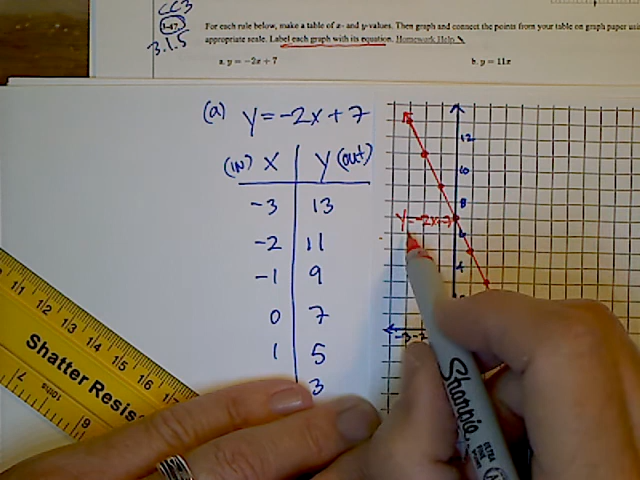 CC3
1-47.
3.1.5
For each rule below, make a table of x- and y-values. Then graph and connect the points from your table on graph paper using
appropriate scale. Label each graph with its equation. Homework Help
a. y = −2x + 7
b. y = 11x
(a) y = -2x + 7
(IN) X | Y (OUT)
-3 | 13
-2 | 11
-1 | 9
0 | 7
1 | 5
3
12
10
8
6
4
-3 -2
y=-2x+7
Shatter Resis
Sharpie